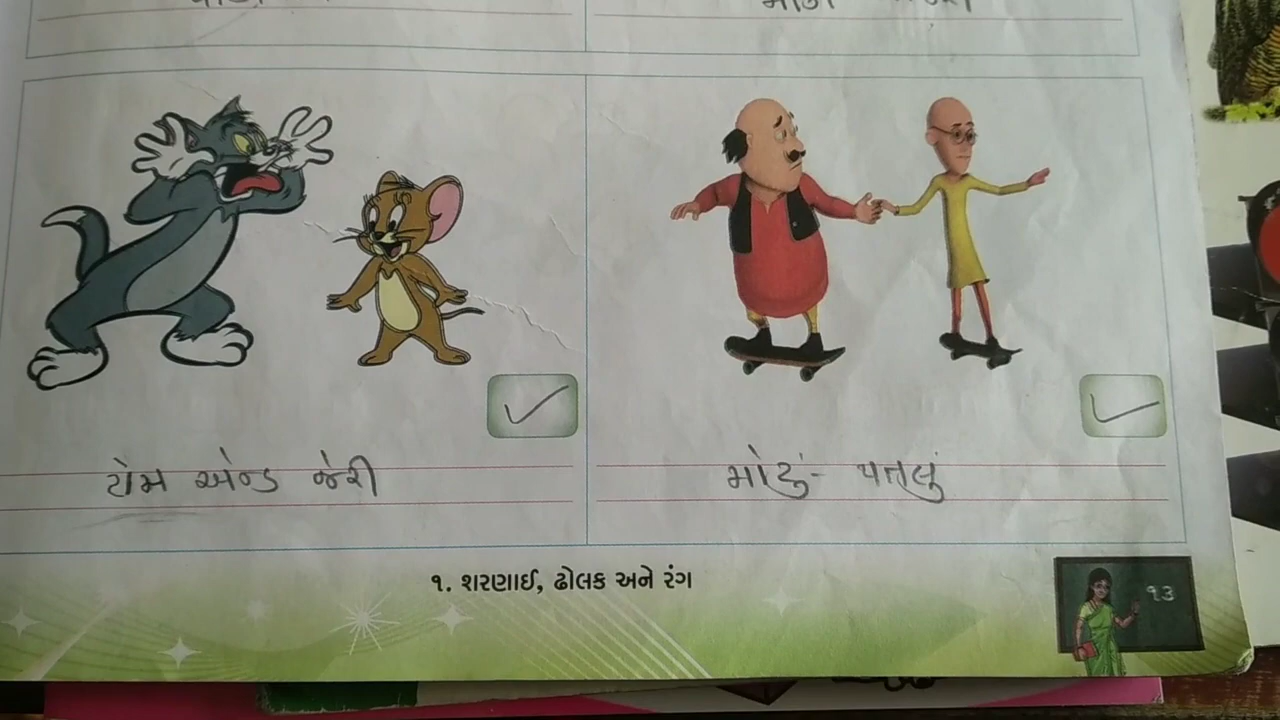 ટોમ એન્ડ જેરી
મોટું- પતલું
૧. શરણાઈ, ઢોલક અને રંગ
૧૩